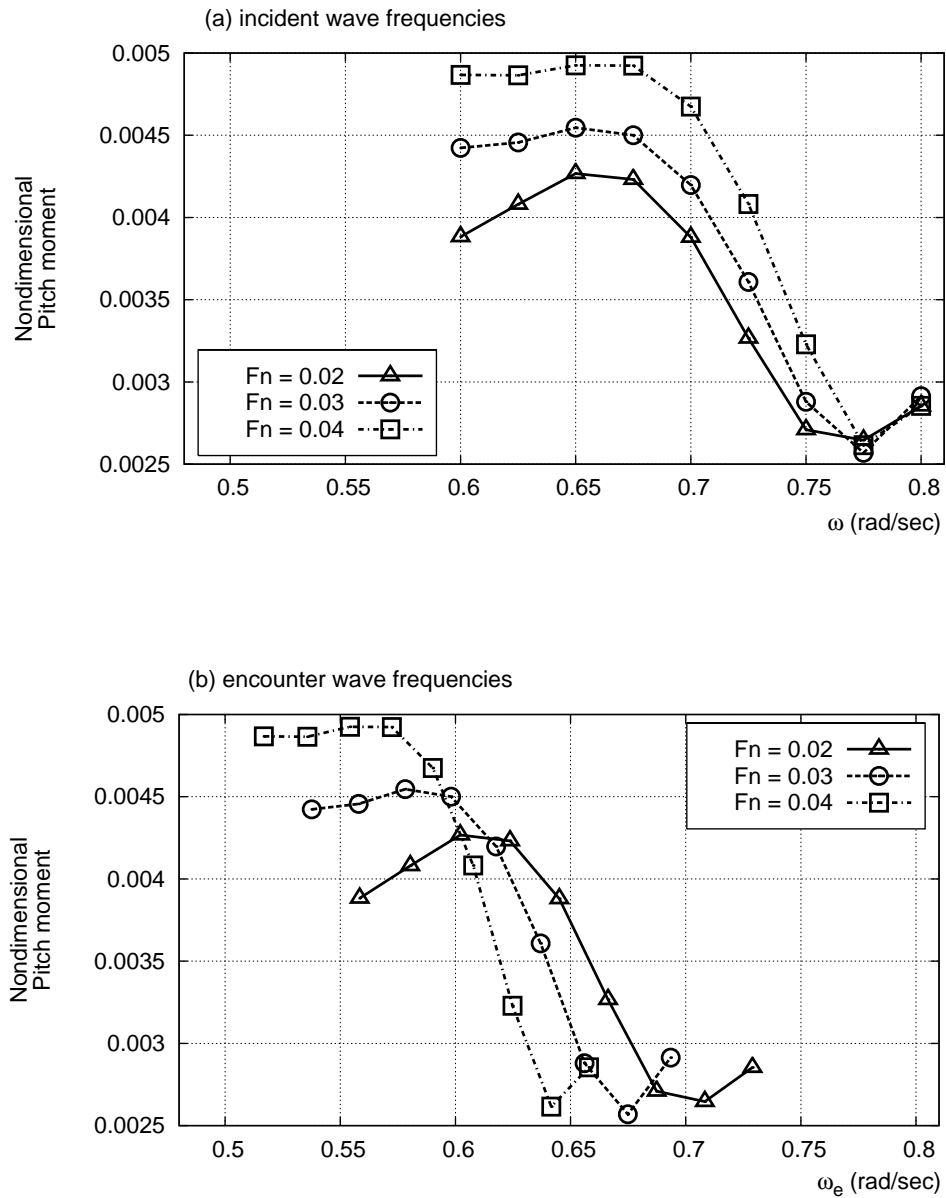 (a) incident wave frequencies
0.005
0.0045
0.004
0.0035
0.003
0.0025
Nondimensional
Pitch moment
Fn = 0.02
Fn = 0.03
Fn = 0.04
0.5 0.55 0.6 0.65 0.7 0.75 0.8
ω (rad/sec)
(b) encounter wave frequencies
0.005
0.0045
0.004
0.0035
0.003
0.0025
Nondimensional
Pitch moment
Fn = 0.02
Fn = 0.03
Fn = 0.04
0.5 0.55 0.6 0.65 0.7 0.75 0.8
ωe (rad/sec)